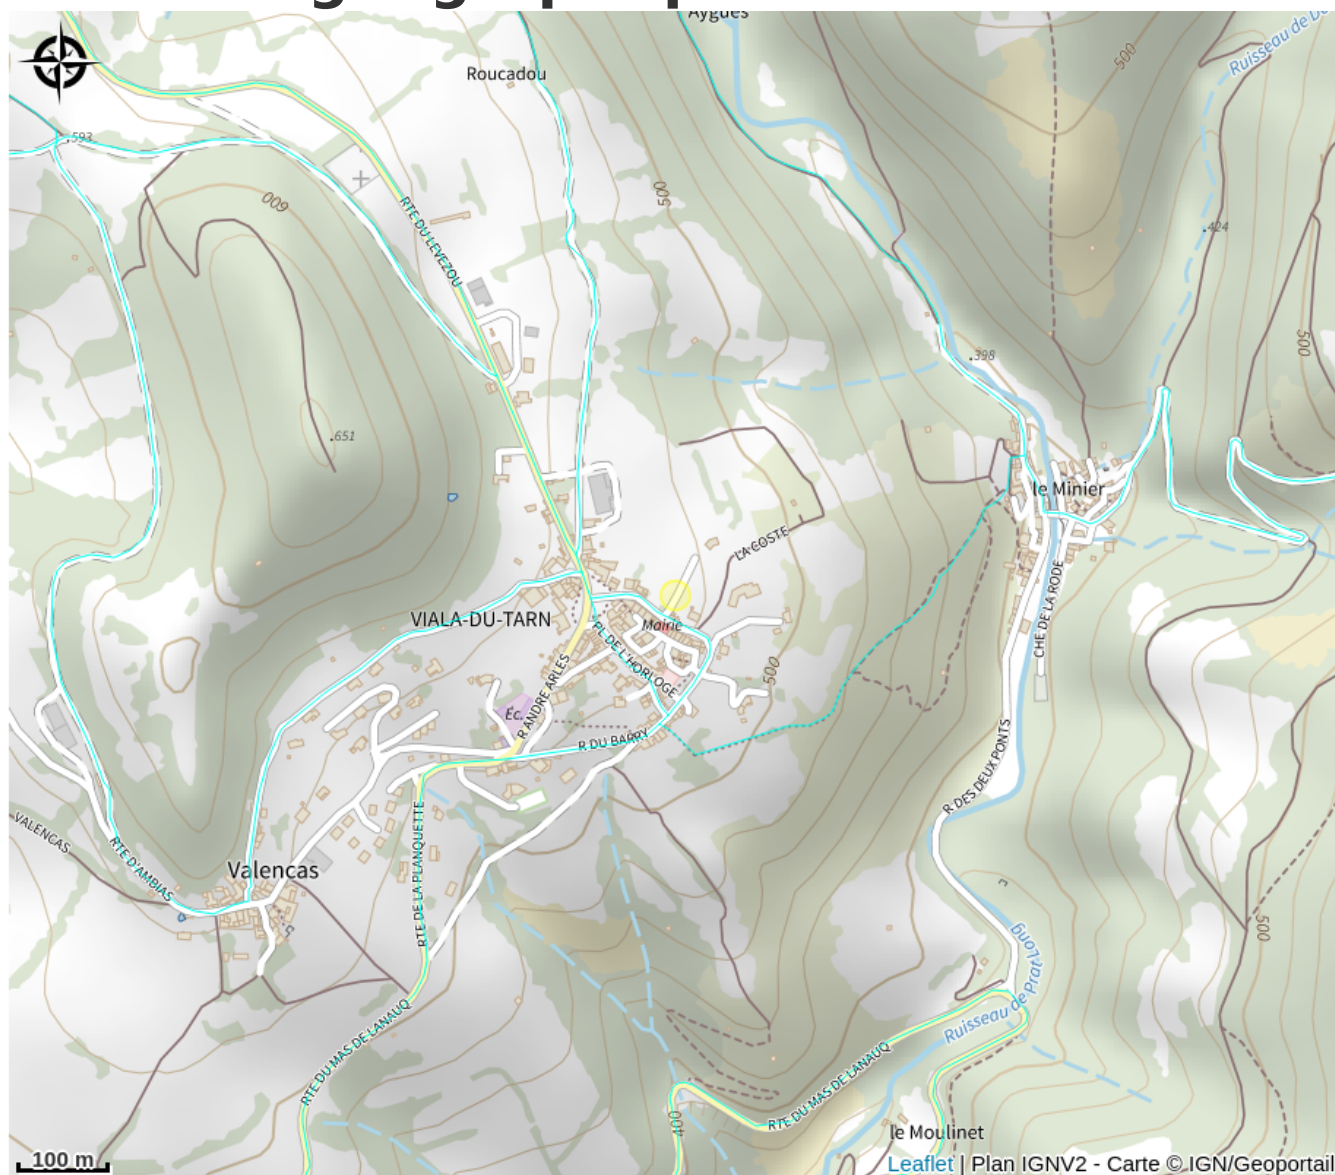 Aygues
Roucadou
500
Ruisseau de
.593
600
500
RTE DU LEVEZOU
.424
500
.398
.651
le Minier
LA COSTE
VIALA-DU-TARN
Mairie
PL DE L'HORLOGE
CHE DE LA RODE
500
R ANDRE ARLES
Éc.
R DU BARRY
R DES DEUX PONTS
VALENCAS
RTE D'AMBIAS
Valencas
RTE DE LA PLANQUETTE
500
Ruisseau de Prat-Long
RTE DU MAS DE LANAUQ
RTE DU MAS DE LANAUQ
400
le Moulinet
100 m
Leaflet | Plan IGNV2 - Carte © IGN/Geoportail